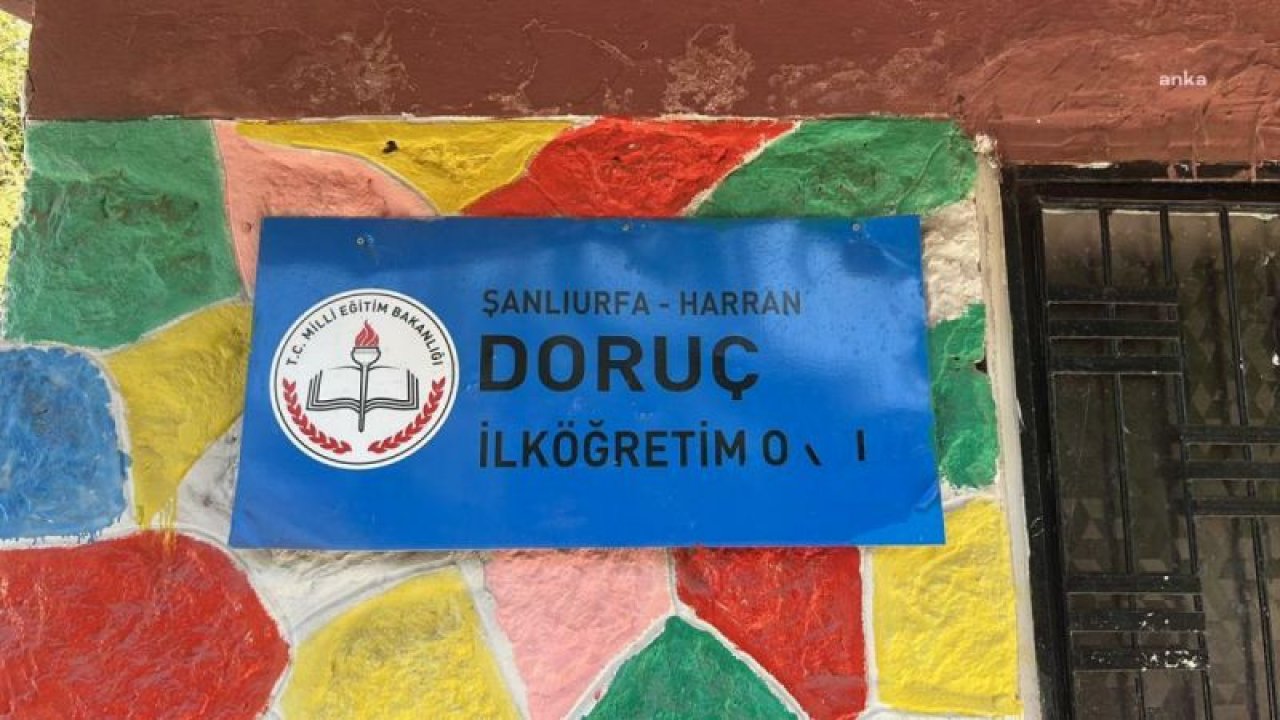 anka
ŞANLIURFA - HARRAN
T.C. MİLLİ EĞİTİM BAKANLIĞI
DORUÇ
İLKÖĞRETİM